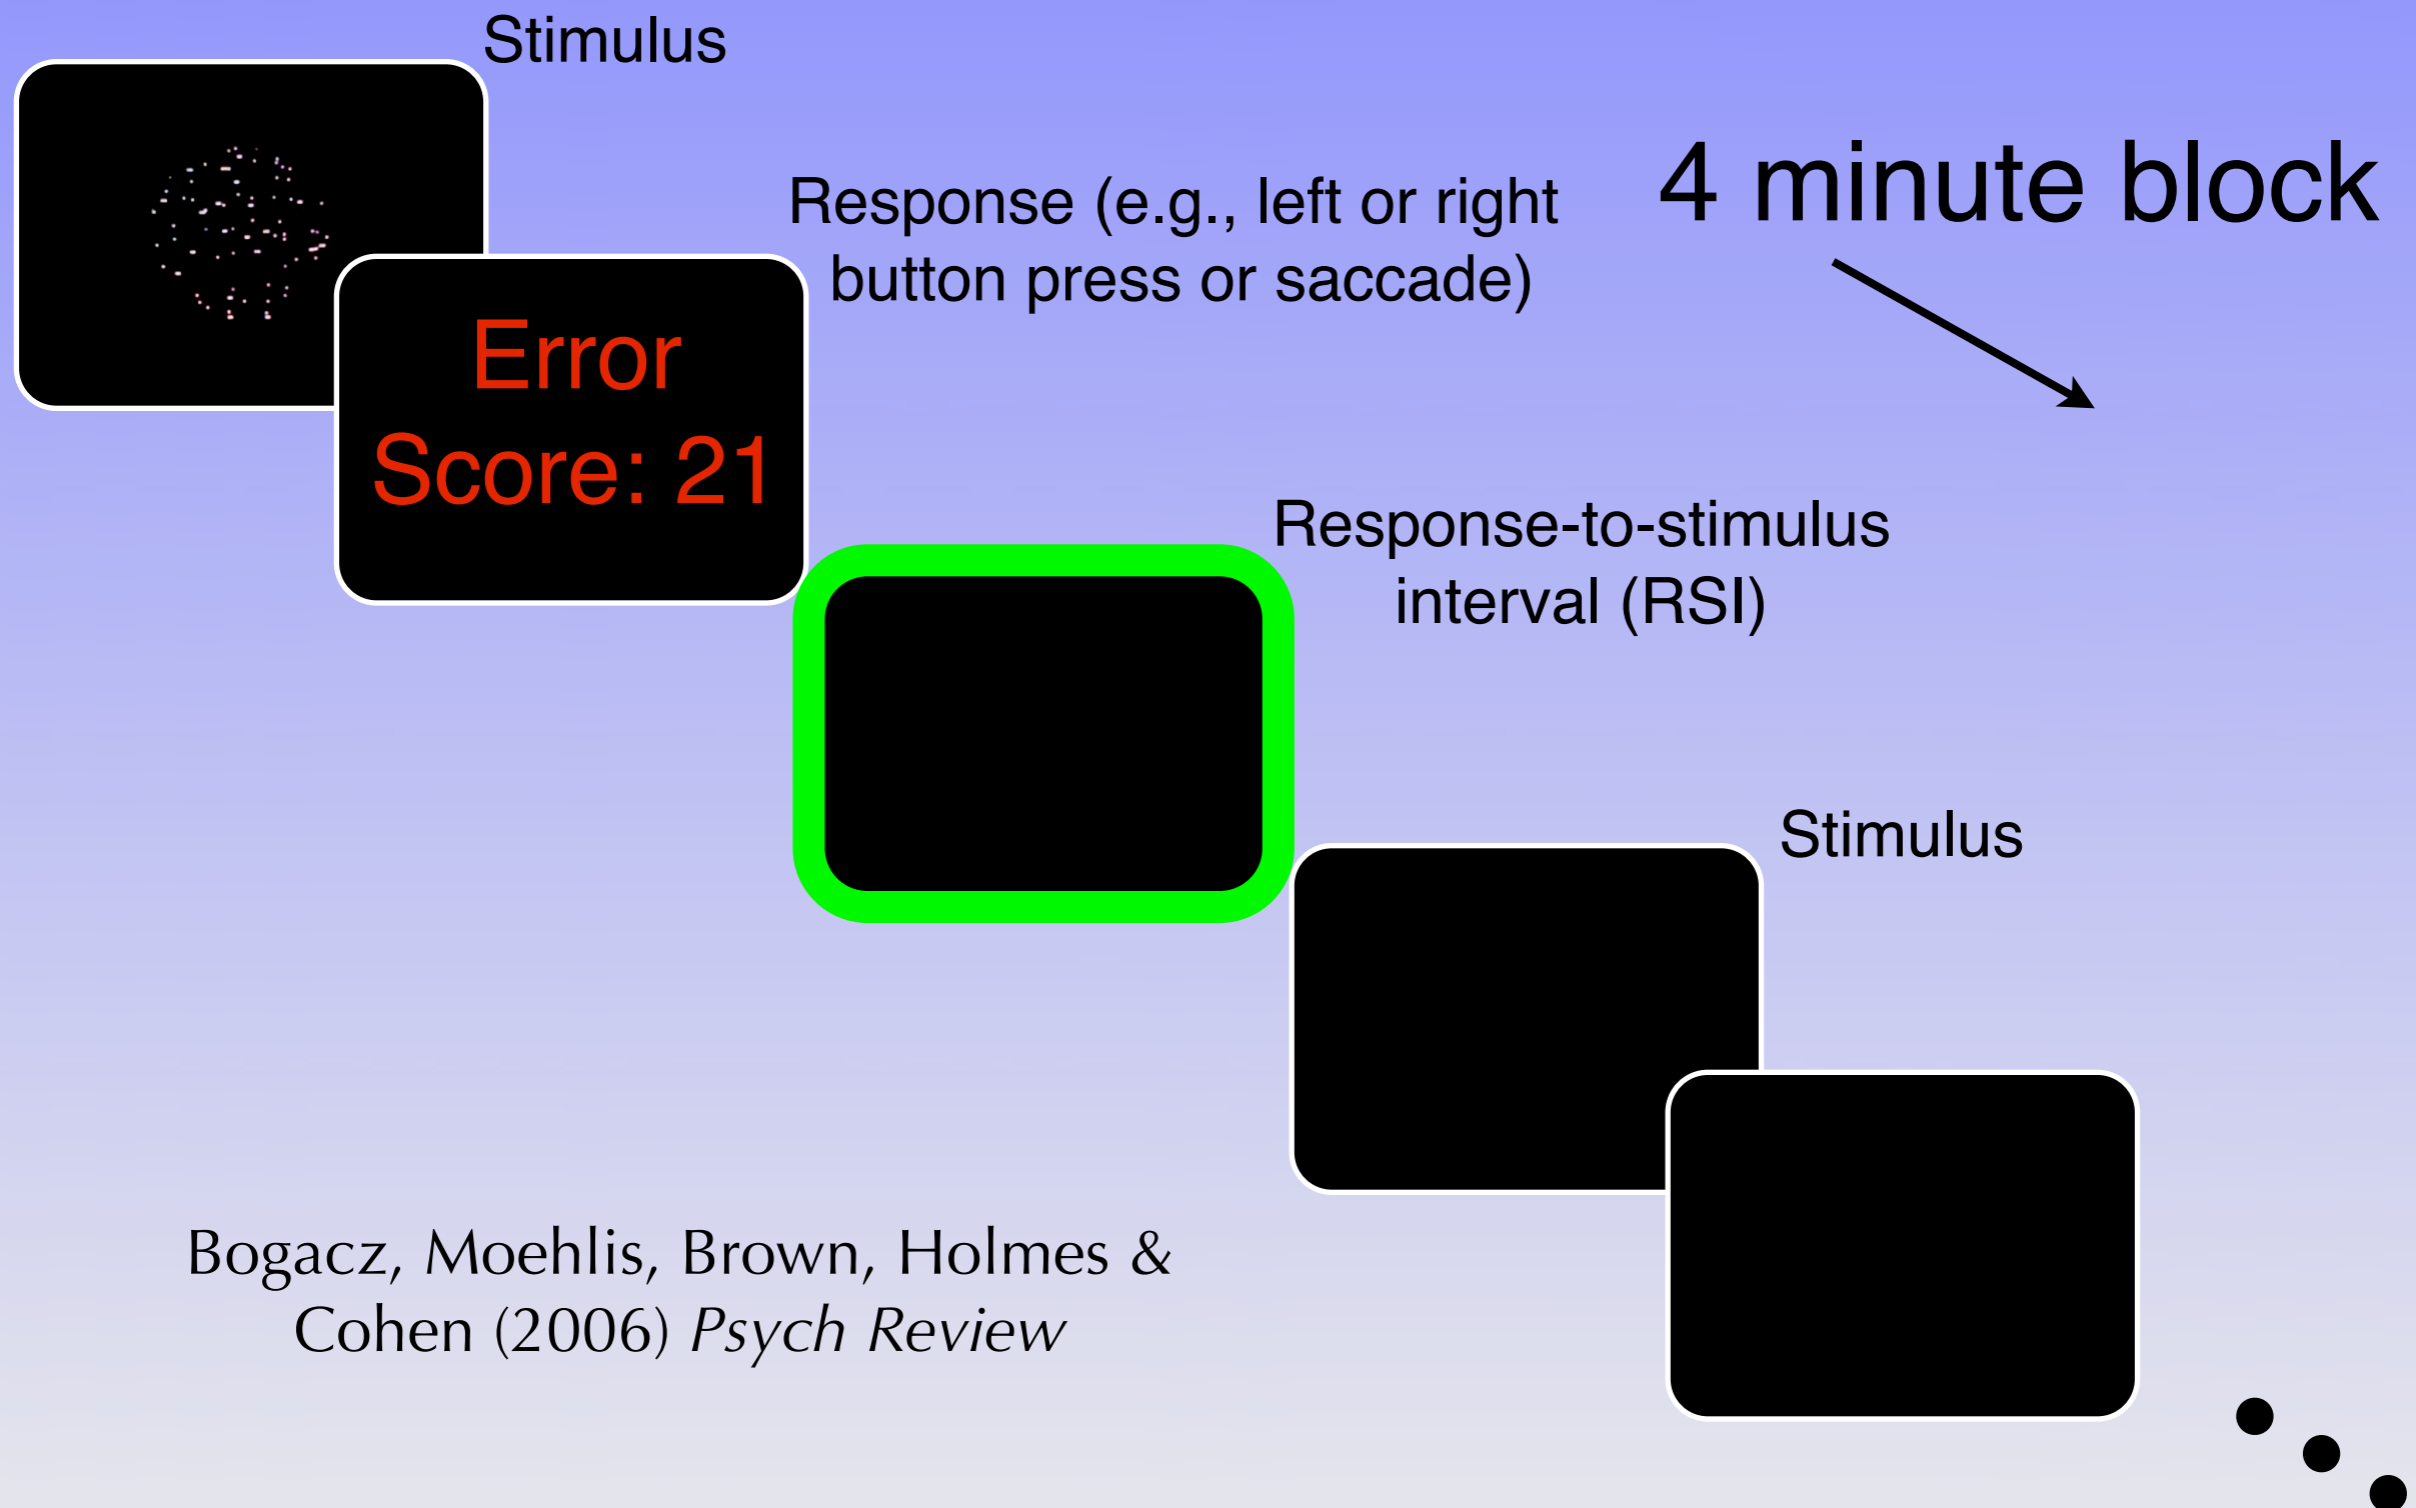 Stimulus
Response (e.g., left or right
button press or saccade)
4 minute block
Error
Score: 21
Response-to-stimulus
interval (RSI)
Stimulus
Bogacz, Moehlis, Brown, Holmes &
Cohen (2006) Psych Review